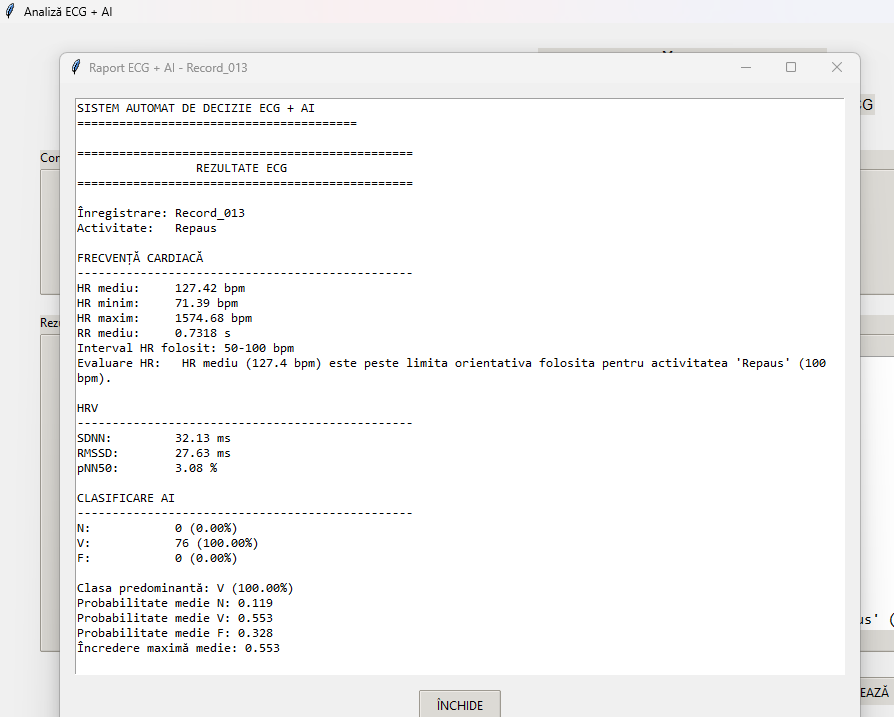 Analiză ECG + AI
Raport ECG + AI - Record_013
SISTEM AUTOMAT DE DECIZIE ECG + AI
========================================
================================================
REZULTATE ECG
================================================
Înregistrare: Record_013
Activitate: Repaus
FRECVENȚĂ CARDIACĂ
------------------------------------------------
HR mediu: 127.42 bpm
HR minim: 71.39 bpm
HR maxim: 1574.68 bpm
RR mediu: 0.7318 s
Interval HR folosit: 50-100 bpm
Evaluare HR: HR mediu (127.4 bpm) este peste limita orientativa folosita pentru activitatea 'Repaus' (100
bpm).
HRV
------------------------------------------------
SDNN: 32.13 ms
RMSSD: 27.63 ms
pNN50: 3.08 %
CLASIFICARE AI
------------------------------------------------
N: 0 (0.00%)
V: 76 (100.00%)
F: 0 (0.00%)
Clasa predominantă: V (100.00%)
Probabilitate medie N: 0.119
Probabilitate medie V: 0.553
Probabilitate medie F: 0.328
Încredere maximă medie: 0.553
ÎNCHIDE